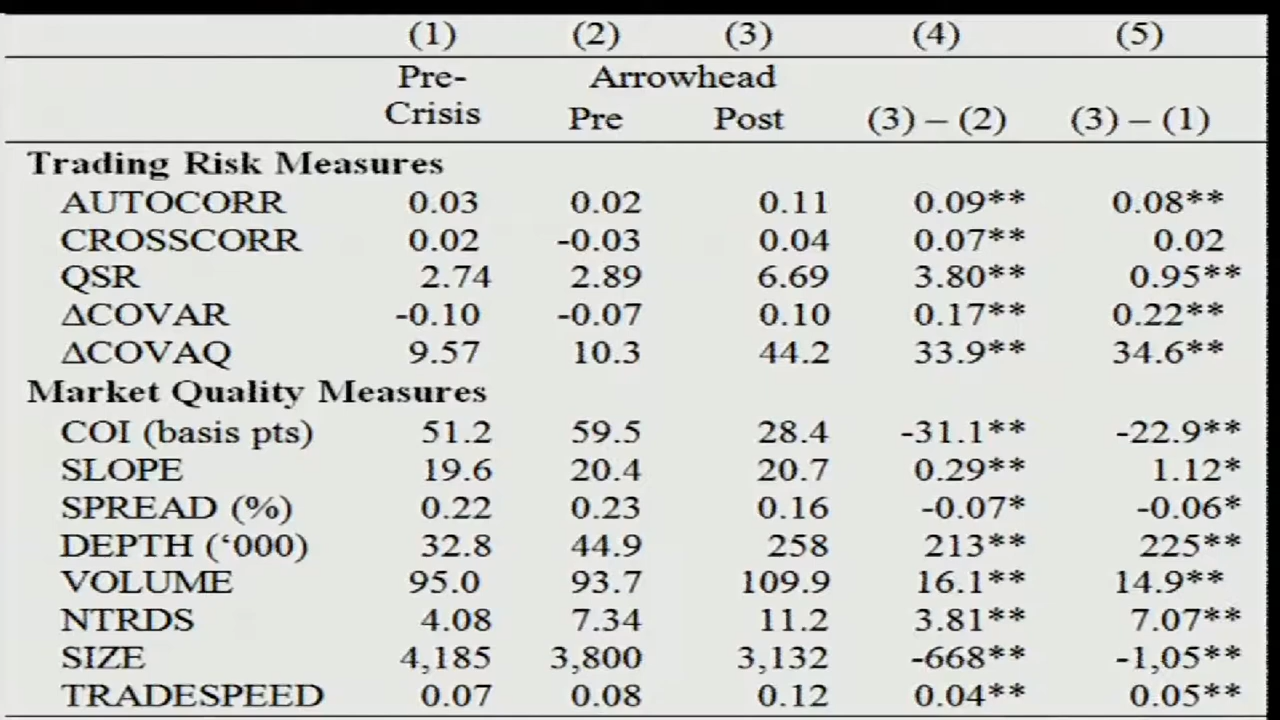 (1) (2) (3) (4) (5)
Pre- Arrowhead
Crisis Pre Post (3) – (2) (3) – (1)
Trading Risk Measures
AUTOCORR 0.03 0.02 0.11 0.09** 0.08**
CROSSCORR 0.02 -0.03 0.04 0.07** 0.02
QSR 2.74 2.89 6.69 3.80** 0.95**
ΔCOVAR -0.10 -0.07 0.10 0.17** 0.22**
ΔCOVAQ 9.57 10.3 44.2 33.9** 34.6**
Market Quality Measures
COI (basis pts) 51.2 59.5 28.4 -31.1** -22.9**
SLOPE 19.6 20.4 20.7 0.29** 1.12*
SPREAD (%) 0.22 0.23 0.16 -0.07* -0.06*
DEPTH (‘000) 32.8 44.9 258 213** 225**
VOLUME 95.0 93.7 109.9 16.1** 14.9**
NTRDS 4.08 7.34 11.2 3.81** 7.07**
SIZE 4,185 3,800 3,132 -668** -1,05**
TRADESPEED 0.07 0.08 0.12 0.04** 0.05**